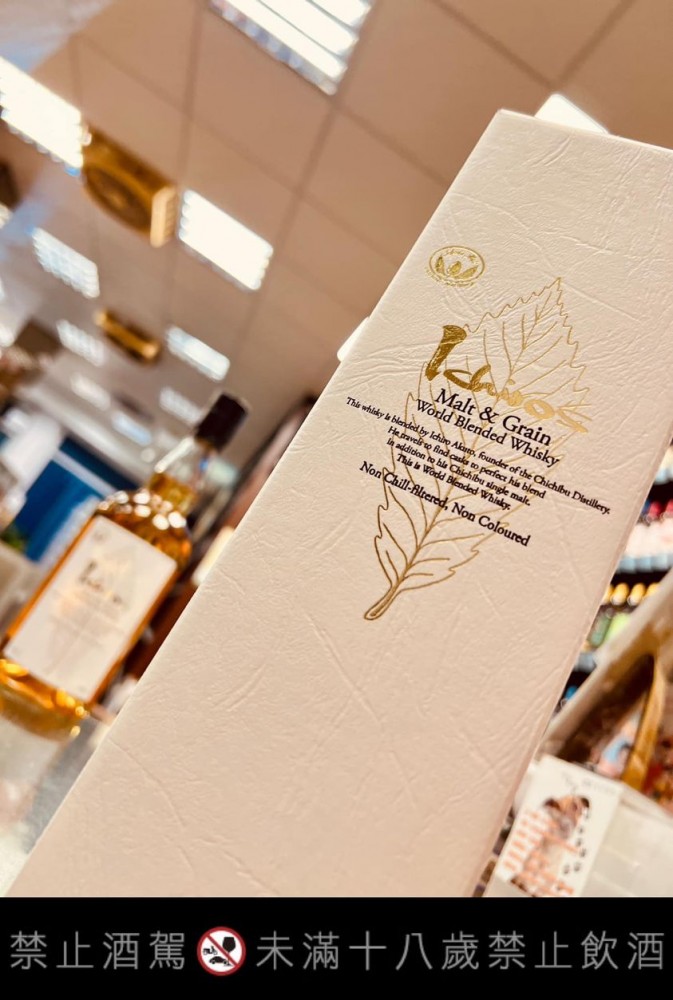 Ichiro's
Malt & Grain
World Blended Whisky
This whisky is blended by Ichiro Akuto, founder of the Chichibu Distillery.
He travels to find casks to perfect his blend
in addition to his Chichibu single malt.
This is World Blended Whisky.
Non Chill-filtered, Non Coloured
禁止酒駕 未滿十八歲禁止飲酒